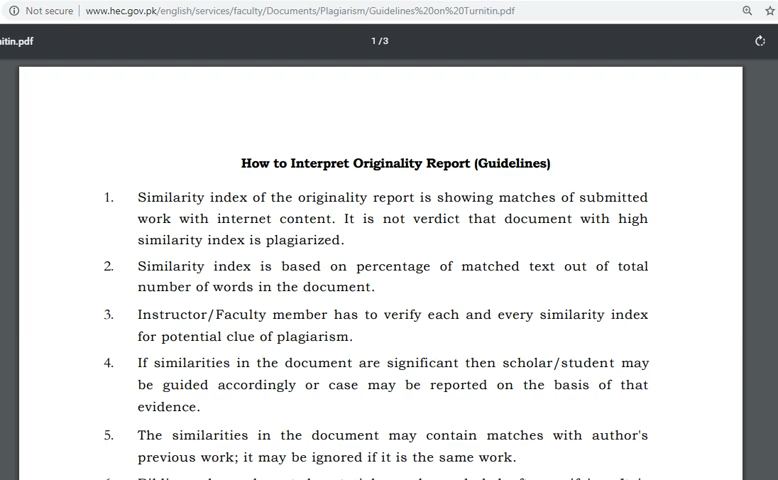 Not secure | www.hec.gov.pk/english/services/faculty/Documents/Plagiarism/Guidelines%20on%20Turnitin.pdf
itin.pdf
1 / 3
How to Interpret Originality Report (Guidelines)
1. Similarity index of the originality report is showing matches of submitted
work with internet content. It is not verdict that document with high
similarity index is plagiarized.
2. Similarity index is based on percentage of matched text out of total
number of words in the document.
3. Instructor/Faculty member has to verify each and every similarity index
for potential clue of plagiarism.
4. If similarities in the document are significant then scholar/student may
be guided accordingly or case may be reported on the basis of that
evidence.
5. The similarities in the document may contain matches with author's
previous work; it may be ignored if it is the same work.